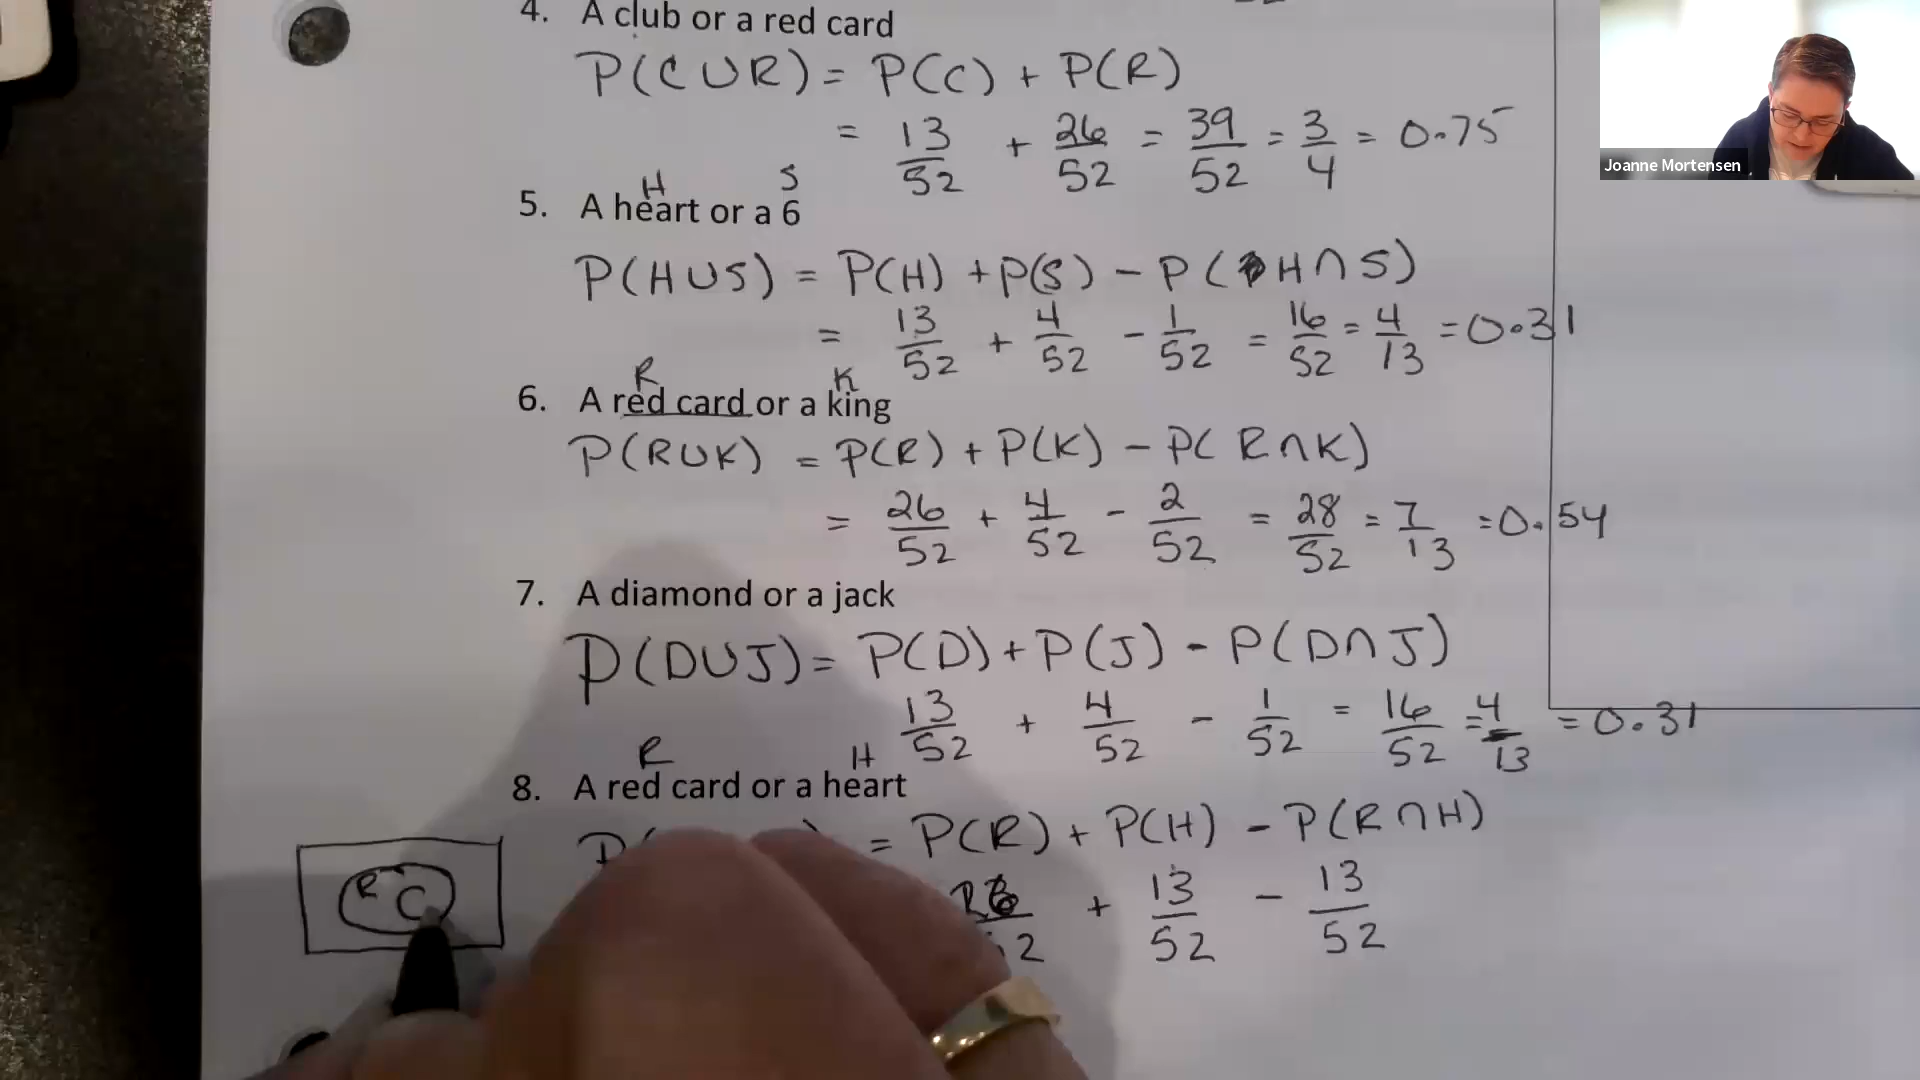 4. A club or a red card
P(C∪R) = P(C) + P(R)
= 13/52 + 26/52 = 39/52 = 3/4 = 0.75
H S
5. A heart or a 6
P(H∪S) = P(H) + P(S) - P(H∩S)
= 13/52 + 4/52 - 1/52 = 16/52 = 4/13 = 0.31
R K
6. A red card or a king
P(R∪K) = P(R) + P(K) - P(R∩K)
= 26/52 + 4/52 - 2/52 = 28/52 = 7/13 = 0.54
7. A diamond or a jack
P(D∪J) = P(D) + P(J) - P(D∩J)
13/52 + 4/52 - 1/52 = 16/52 = 4/13 = 0.31
R H
8. A red card or a heart
P( ) = P(R) + P(H) - P(R∩H)
26/52 + 13/52 - 13/52
R
Joanne Mortensen